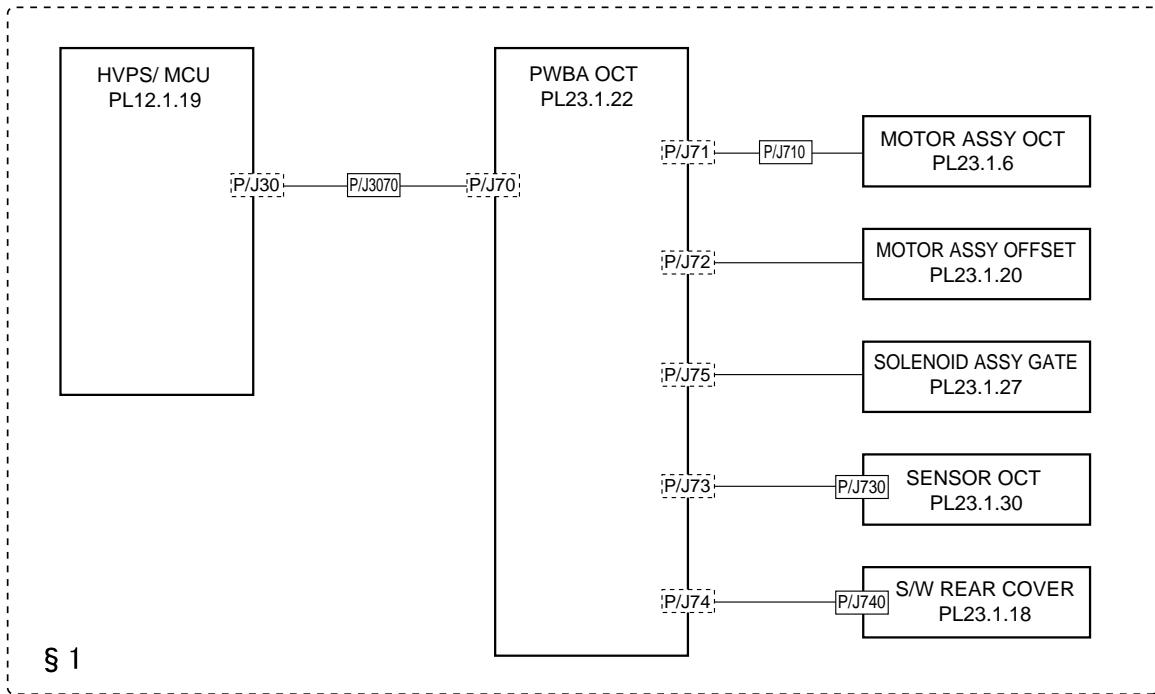 HVPS/ MCU
PL12.1.19
PWBA OCT
PL23.1.22
P/J30
P/J3070
P/J70
P/J71
P/J710
MOTOR ASSY OCT
PL23.1.6
P/J72
MOTOR ASSY OFFSET
PL23.1.20
P/J75
SOLENOID ASSY GATE
PL23.1.27
P/J73
P/J730
SENSOR OCT
PL23.1.30
P/J74
P/J740
S/W REAR COVER
PL23.1.18
§ 1